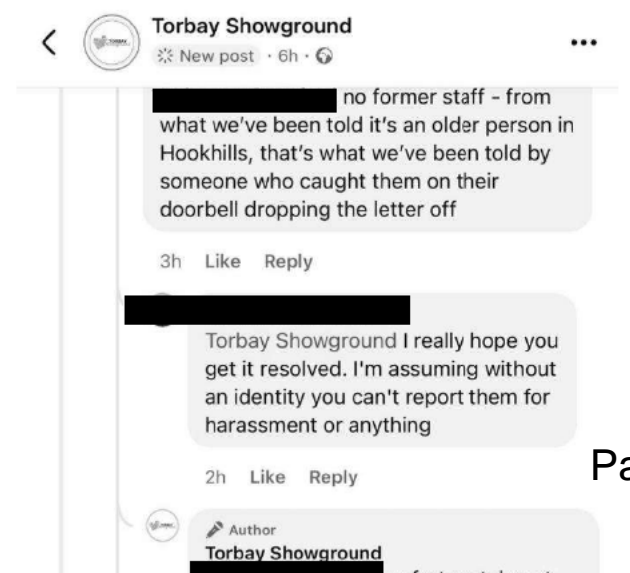 Torbay Showground
New post · 6h ·
no former staff - from
what we've been told it's an older person in
Hookhills, that's what we've been told by
someone who caught them on their
doorbell dropping the letter off
3h Like Reply
Torbay Showground I really hope you
get it resolved. I'm assuming without
an identity you can't report them for
harassment or anything
2h Like Reply
Pa
Author
Torbay Showground